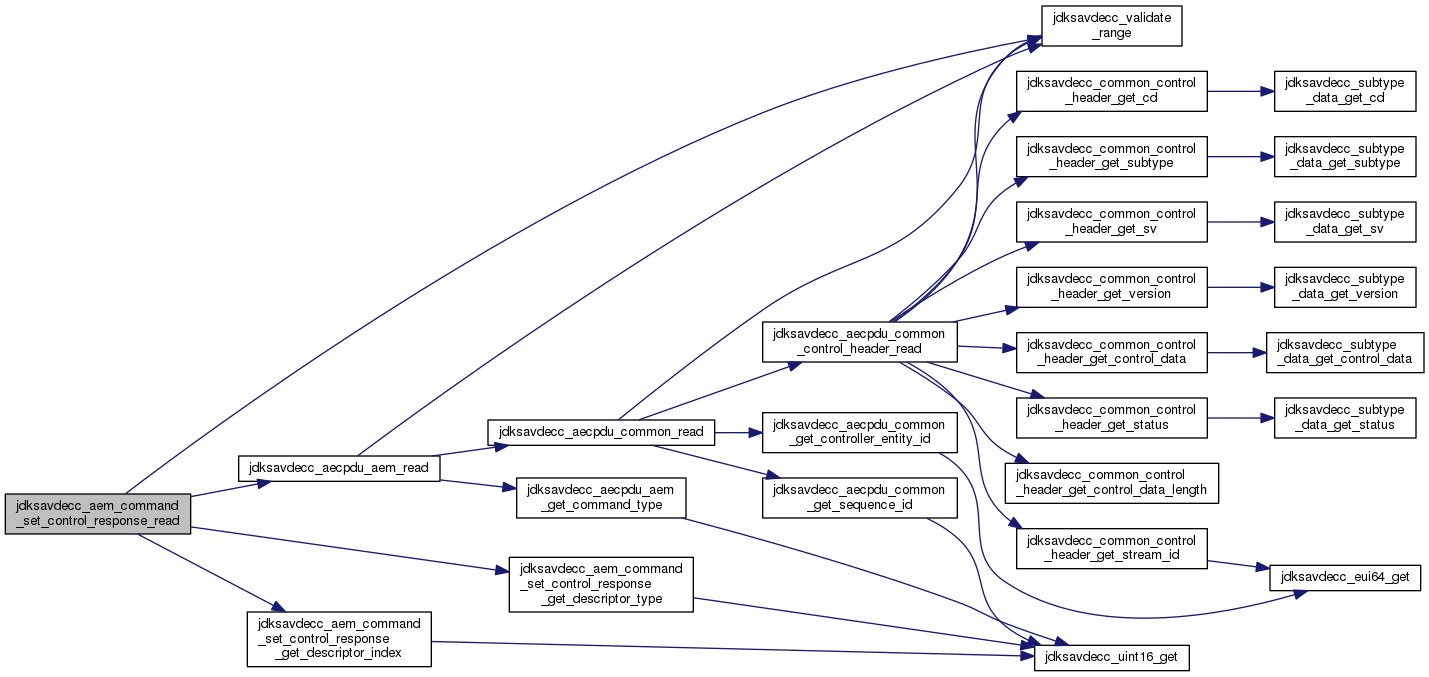 jdksavdecc_aem_command
_set_control_response_read
jdksavdecc_aecpdu_aem_read
jdksavdecc_aem_command
_set_control_response
_get_descriptor_index
jdksavdecc_aecpdu_common_read
jdksavdecc_aecpdu_aem
_get_command_type
jdksavdecc_aem_command
_set_control_response
_get_descriptor_type
jdksavdecc_aecpdu_common
_control_header_read
jdksavdecc_aecpdu_common
_get_controller_entity_id
jdksavdecc_aecpdu_common
_get_sequence_id
jdksavdecc_validate
_range
jdksavdecc_common_control
_header_get_cd
jdksavdecc_common_control
_header_get_subtype
jdksavdecc_common_control
_header_get_sv
jdksavdecc_common_control
_header_get_version
jdksavdecc_common_control
_header_get_control_data
jdksavdecc_common_control
_header_get_status
jdksavdecc_common_control
_header_get_control_data_length
jdksavdecc_common_control
_header_get_stream_id
jdksavdecc_uint16_get
jdksavdecc_subtype
_data_get_cd
jdksavdecc_subtype
_data_get_subtype
jdksavdecc_subtype
_data_get_sv
jdksavdecc_subtype
_data_get_version
jdksavdecc_subtype
_data_get_control_data
jdksavdecc_subtype
_data_get_status
jdksavdecc_eui64_get